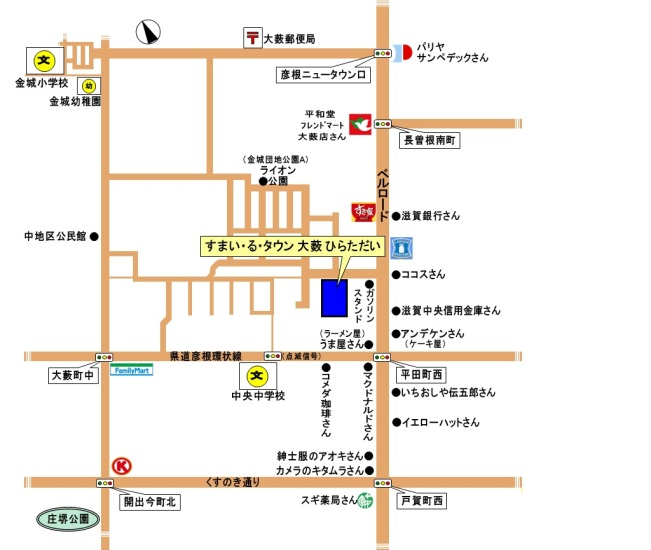 〒 大薮郵便局
パリヤ
サンペデックさん
文
金城小学校
彦根ニュータウン口
幼
金城幼稚園
平和堂
フレンドマート
大薮店さん
長曽根南町
(金城団地公園A)
ライオン
公園
ベルロード
すき家
滋賀銀行さん
中地区公民館
すまい・る・タウン 大薮 ひらただい
ココスさん
ガソリン
スタンド
滋賀中央信用金庫さん
(ラーメン屋)
うま屋さん
アンデケンさん
(ケーキ屋)
県道彦根環状線
(点滅信号)
大薮町中
FamilyMart
平田町西
文
中央中学校
コメダ珈琲さん
マクドナルドさん
いちおしや伝五郎さん
イエローハットさん
紳士服のアオキさん
カメラのキタムラさん
K
くすのき通り
開出今町北
スギ薬局さん
戸賀町西
庄堺公園